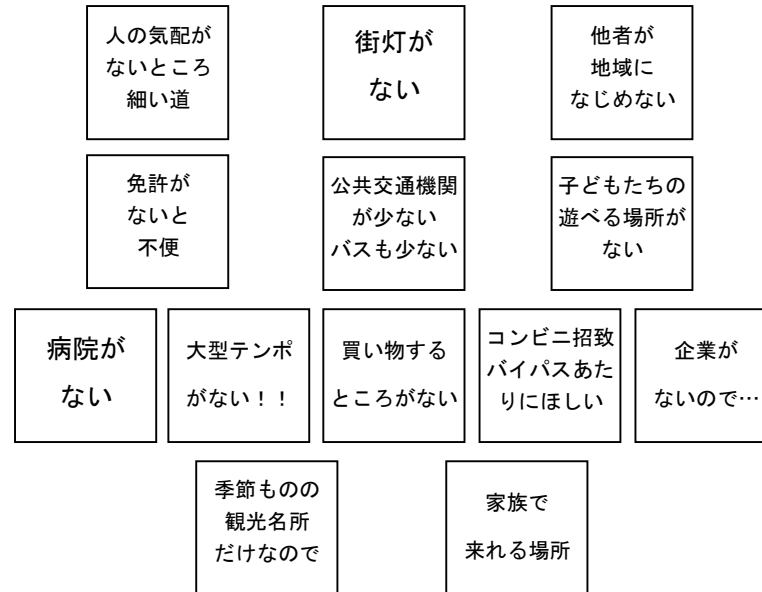 人の気配が
ないところ
細い道
街灯が
ない
他者が
地域に
なじめない
免許が
ないと
不便
公共交通機関
が少ない
バスも少ない
子どもたちの
遊べる場所が
ない
病院が
ない
大型テンポ
がない！！
買い物する
ところがない
コンビニ招致
バイパスあた
りにほしい
企業が
ないので…
季節ものの
観光名所
だけなので
家族で
来れる場所